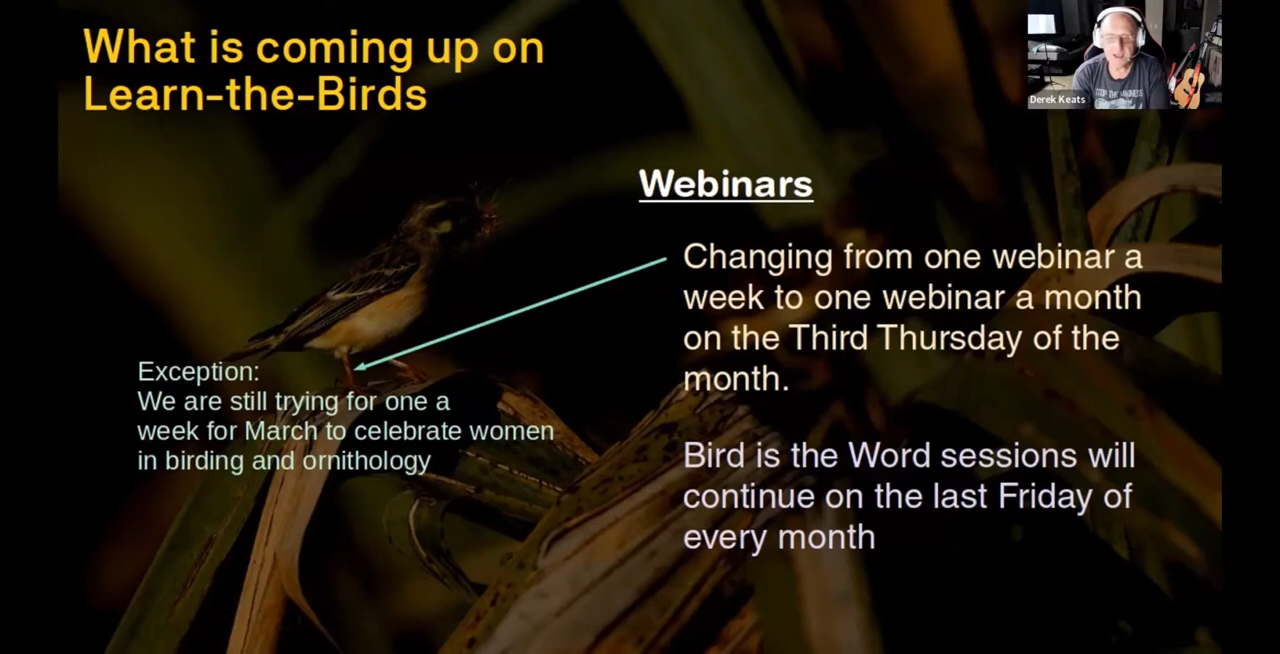 What is coming up on
Learn-the-Birds
STOP THE MADNESS
Derek Keats
Webinars
Changing from one webinar a
week to one webinar a month
on the Third Thursday of the
month.
Exception:
We are still trying for one a
week for March to celebrate women
in birding and ornithology
Bird is the Word sessions will
continue on the last Friday of
every month